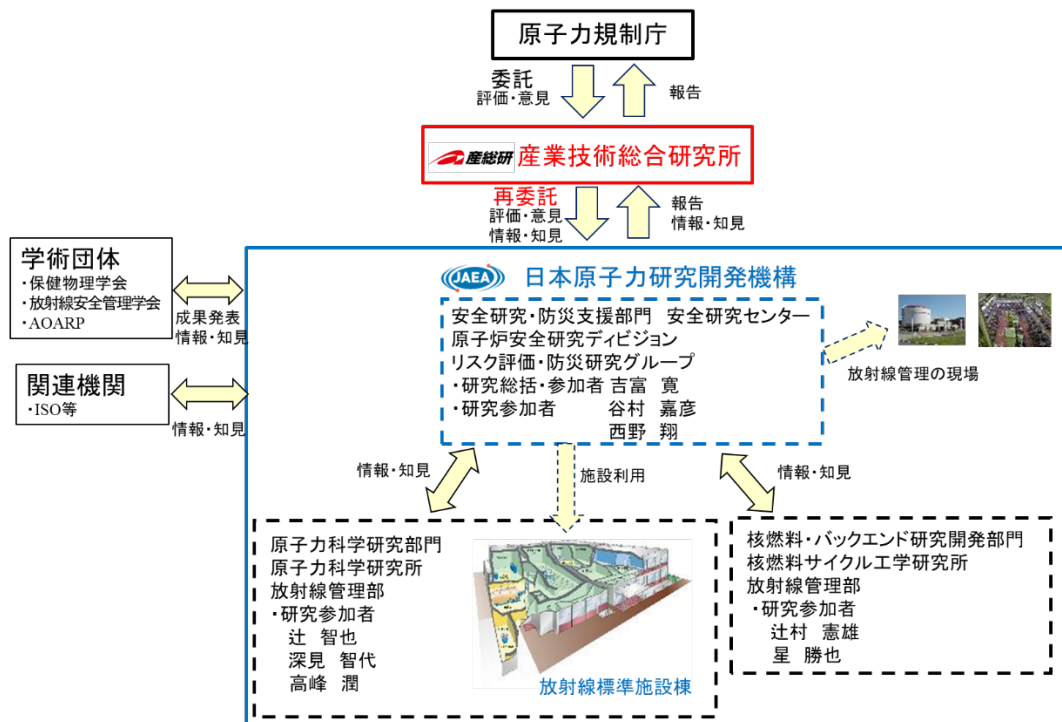 原子力規制庁
委託
評価・意見
報告
産総研 産業技術総合研究所
再委託
評価・意見
情報・知見
報告
情報・知見
学術団体
・保健物理学会
・放射線安全管理学会
・AOARP
成果発表
情報・知見
関連機関
・ISO等
情報・知見
JAEA 日本原子力研究開発機構
安全研究・防災支援部門 安全研究センター
原子炉安全研究ディビジョン
リスク評価・防災研究グループ
・研究総括・参加者 吉富 寛
・研究参加者 谷村 嘉彦
西野 翔
放射線管理の現場
情報・知見
施設利用
情報・知見
原子力科学研究部門
原子力科学研究所
放射線管理部
・研究参加者
辻 智也
深見 智代
高峰 潤
放射線標準施設棟
核燃料・バックエンド研究開発部門
核燃料サイクル工学研究所
放射線管理部
・研究参加者
辻村 憲雄
星 勝也